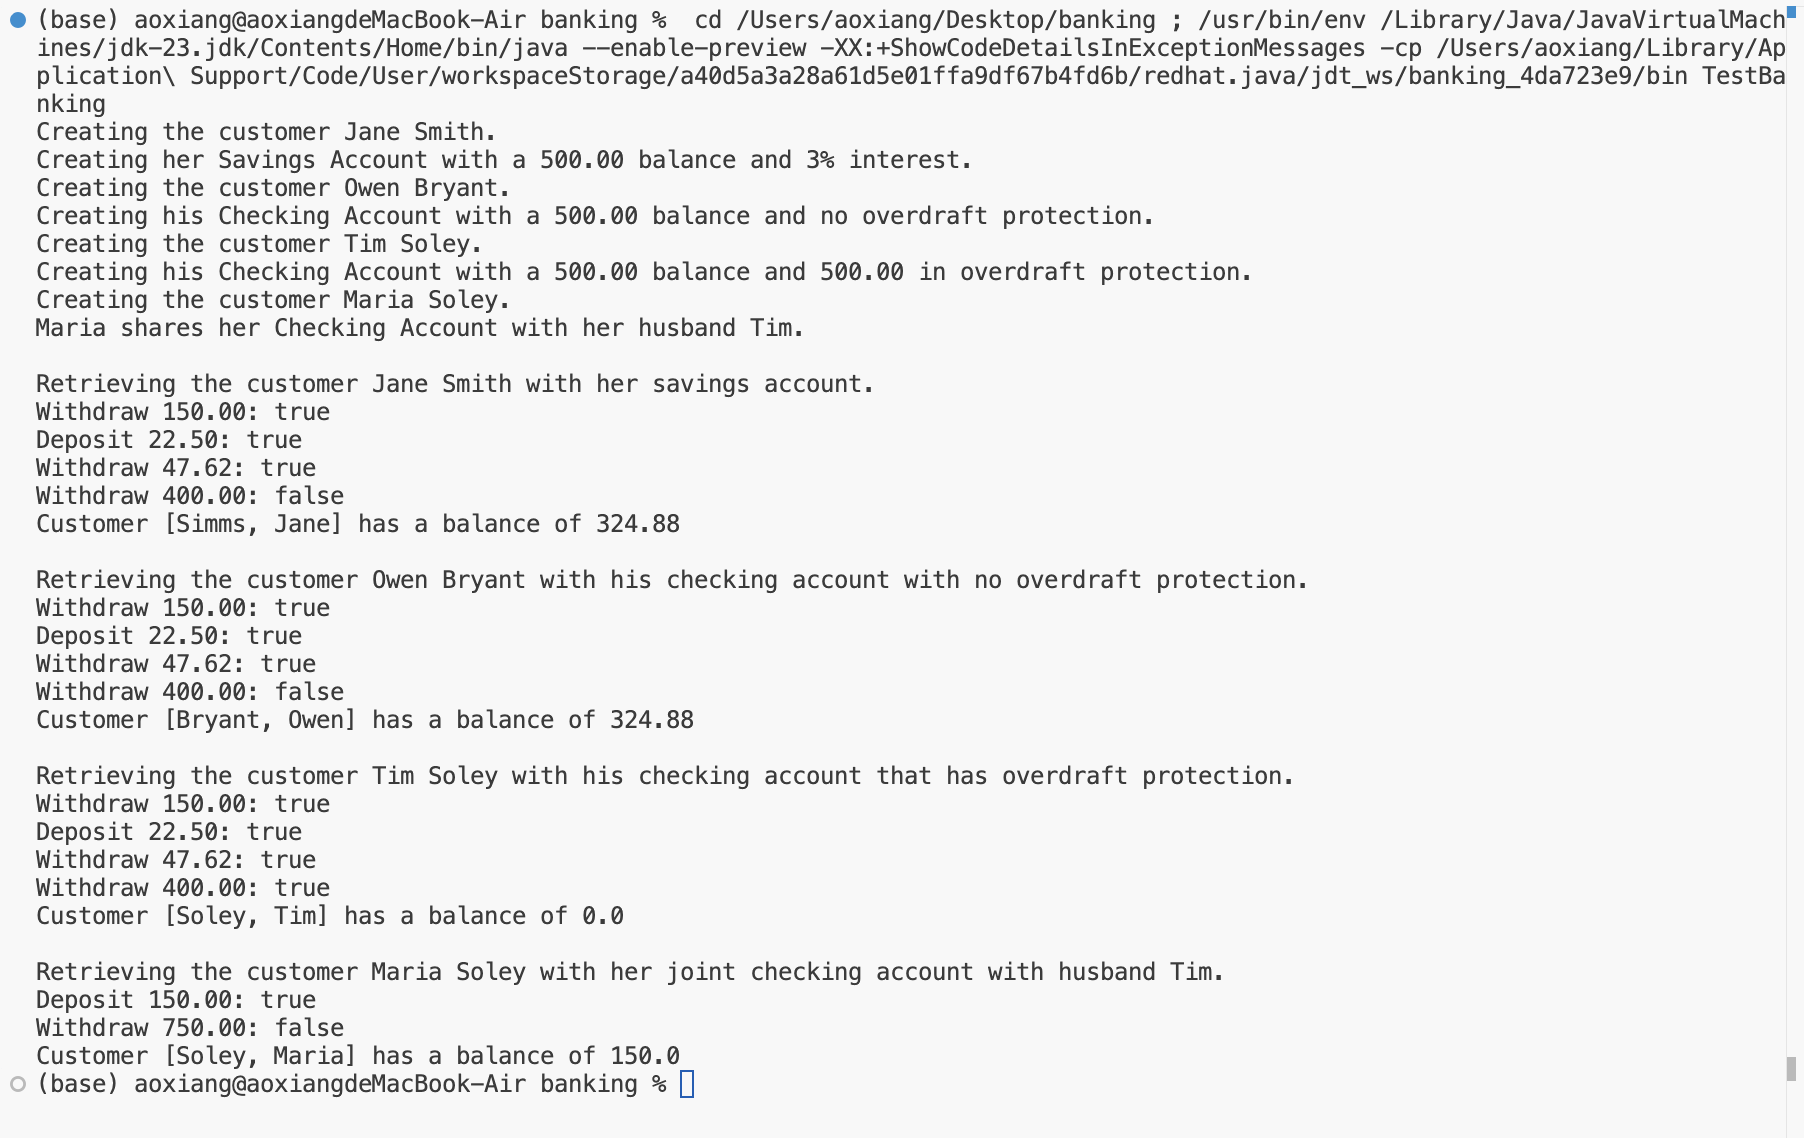 (base) aoxiang@aoxiangdeMacBook-Air banking %  cd /Users/aoxiang/Desktop/banking ; /usr/bin/env /Library/Java/JavaVirtualMach
ines/jdk-23.jdk/Contents/Home/bin/java --enable-preview -XX:+ShowCodeDetailsInExceptionMessages -cp /Users/aoxiang/Library/Ap
plication\ Support/Code/User/workspaceStorage/a40d5a3a28a61d5e01ffa9df67b4fd6b/redhat.java/jdt_ws/banking_4da723e9/bin TestBa
nking
Creating the customer Jane Smith.
Creating her Savings Account with a 500.00 balance and 3% interest.
Creating the customer Owen Bryant.
Creating his Checking Account with a 500.00 balance and no overdraft protection.
Creating the customer Tim Soley.
Creating his Checking Account with a 500.00 balance and 500.00 in overdraft protection.
Creating the customer Maria Soley.
Maria shares her Checking Account with her husband Tim.

Retrieving the customer Jane Smith with her savings account.
Withdraw 150.00: true
Deposit 22.50: true
Withdraw 47.62: true
Withdraw 400.00: false
Customer [Simms, Jane] has a balance of 324.88

Retrieving the customer Owen Bryant with his checking account with no overdraft protection.
Withdraw 150.00: true
Deposit 22.50: true
Withdraw 47.62: true
Withdraw 400.00: false
Customer [Bryant, Owen] has a balance of 324.88

Retrieving the customer Tim Soley with his checking account that has overdraft protection.
Withdraw 150.00: true
Deposit 22.50: true
Withdraw 47.62: true
Withdraw 400.00: true
Customer [Soley, Tim] has a balance of 0.0

Retrieving the customer Maria Soley with her joint checking account with husband Tim.
Deposit 150.00: true
Withdraw 750.00: false
Customer [Soley, Maria] has a balance of 150.0
(base) aoxiang@aoxiangdeMacBook-Air banking %